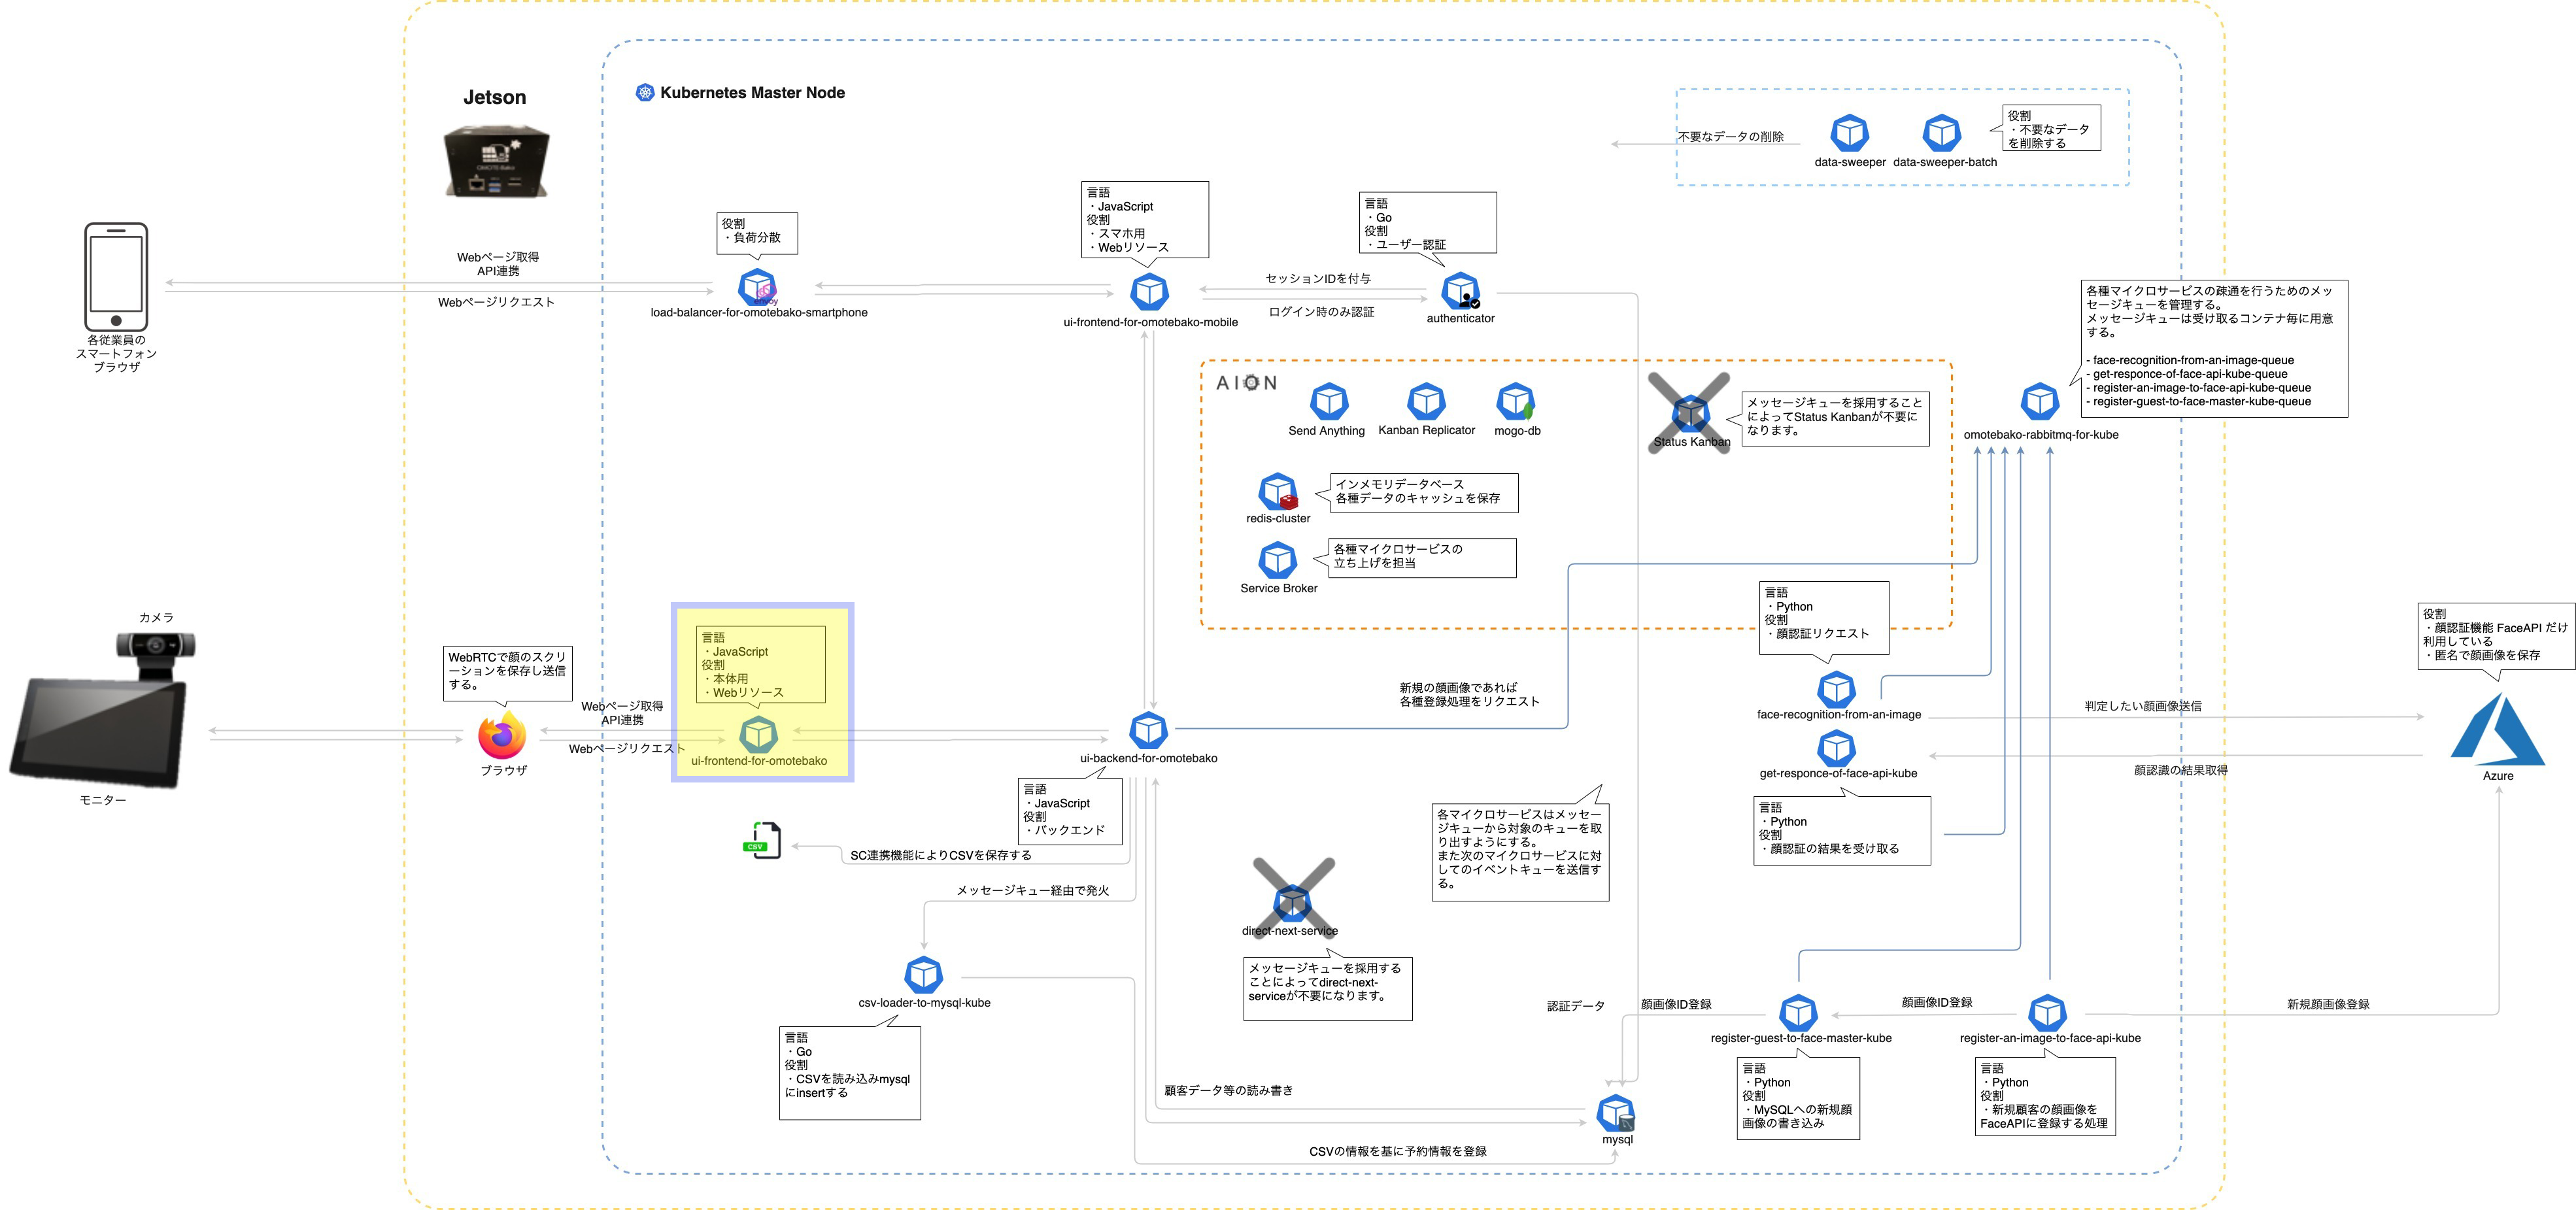 Jetson
Kubernetes Master Node
不要なデータの削除
data-sweeper
data-sweeper-batch
役割
・不要なデータ
を削除する
各従業員の
スマートフォン
ブラウザ
Webページ取得
API連携
Webページリクエスト
役割
・負荷分散
envoy
load-balancer-for-omotebako-smartphone
言語
・JavaScript
役割
・スマホ用
・Webリソース
ui-frontend-for-omotebako-mobile
セッションIDを付与
ログイン時のみ認証
言語
・Go
役割
・ユーザー認証
authenticator
各種マイクロサービスの疎通を行うためのメッ
セージキューを管理する。
メッセージキューは受け取るコンテナ毎に用意
する。
- face-recognition-from-an-image-queue
- get-responce-of-face-api-kube-queue
- register-an-image-to-face-api-kube-queue
- register-guest-to-face-master-kube-queue
omotebako-rabbitmq-for-kube
AION
Send Anything
Kanban Replicator
mogo-db
Status Kanban
メッセージキューを採用すること
によってStatus Kanbanが不要に
なります。
redis-cluster
インメモリデータベース
各種データのキャッシュを保存
Service Broker
各種マイクロサービスの
立ち上げを担当
カメラ
モニター
WebRTCで顔のスクリ
ーションを保存し送信
する。
ブラウザ
Webページ取得
API連携
Webページリクエスト
言語
・JavaScript
役割
・本体用
・Webリソース
ui-frontend-for-omotebako
ui-backend-for-omotebako
言語
・JavaScript
役割
・バックエンド
新規の顔画像であれば
各種登録処理をリクエスト
言語
・Python
役割
・顔認証リクエスト
face-recognition-from-an-image
get-responce-of-face-api-kube
言語
・Python
役割
・顔認証の結果を受け取る
判定したい顔画像送信
顔認識の結果取得
役割
・顔認証機能 FaceAPI だけ
利用している
・匿名で顔画像を保存
Azure
CSV
SC連携機能によりCSVを保存する
メッセージキュー経由で発火
csv-loader-to-mysql-kube
言語
・Go
役割
・CSVを読み込みmysql
にinsertする
direct-next-service
メッセージキューを採用する
ことによってdirect-next-
serviceが不要になります。
各マイクロサービスはメッセー
ジキューから対象のキューを取
り出すようにする。
また次のマイクロサービスに対
してのイベントキューを送信す
る。
認証データ
顔画像ID登録
register-guest-to-face-master-kube
言語
・Python
役割
・MySQLへの新規顔
画像の書き込み
顔画像ID登録
register-an-image-to-face-api-kube
言語
・Python
役割
・新規顧客の顔画像を
FaceAPIに登録する処理
新規顔画像登録
顧客データ等の読み書き
mysql
CSVの情報を基に予約情報を登録